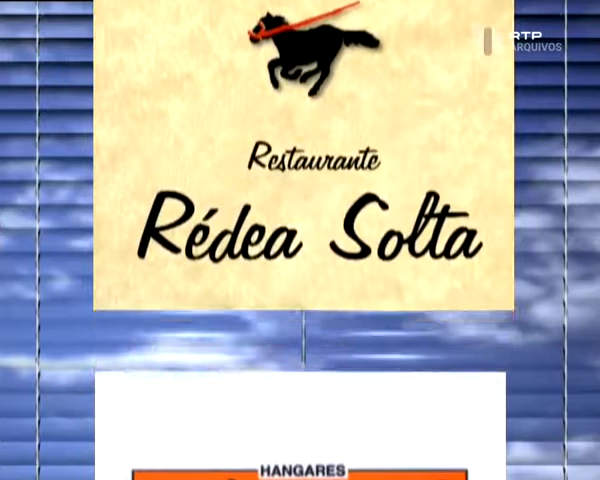 RTP
ARQUIVOS
Restaurante
Rédea Solta
HANGARES